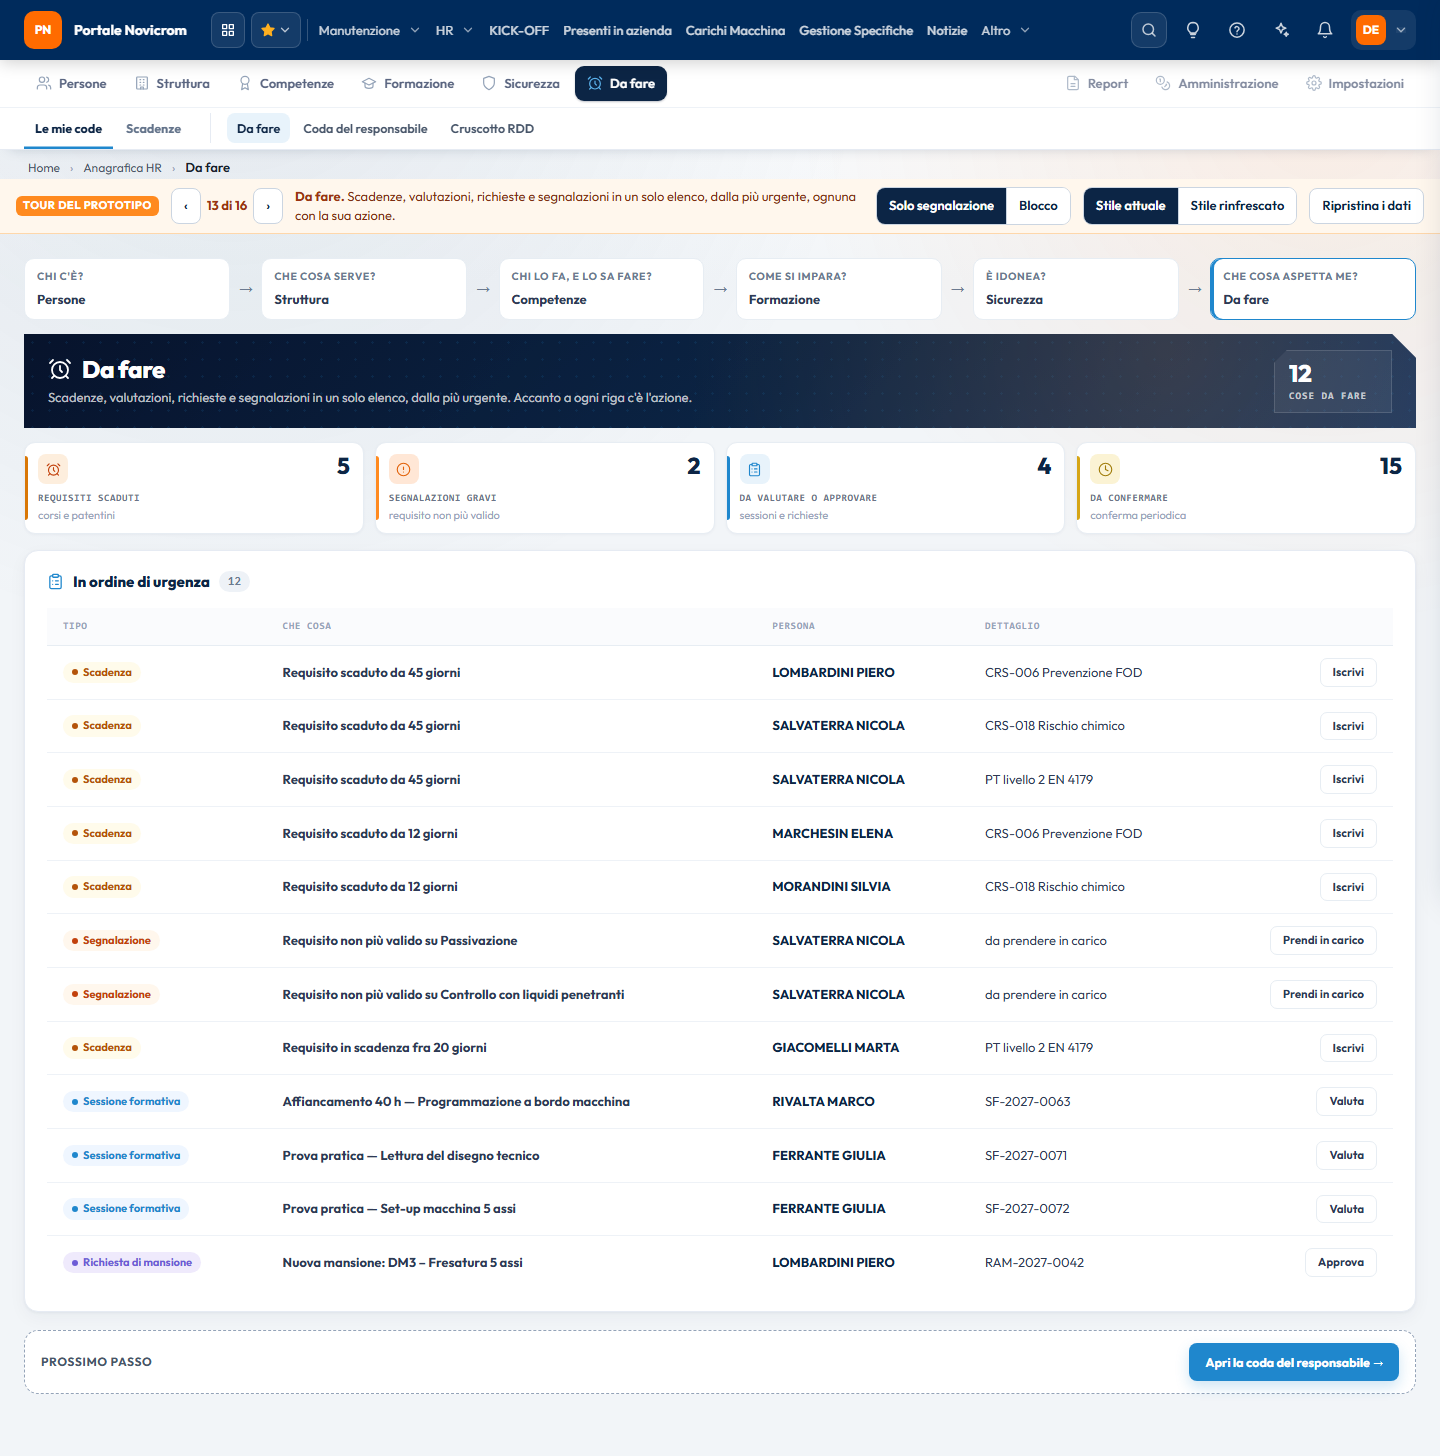 PN Portale Novicrom Manutenzione HR KICK-OFF Presenti in azienda Carichi Macchina Gestione Specifiche Notizie Altro DE
Persone Struttura Competenze Formazione Sicurezza Da fare Report Amministrazione Impostazioni
Le mie code Scadenze Da fare Coda del responsabile Cruscotto RDD
Home › Anagrafica HR › Da fare
TOUR DEL PROTOTIPO ‹ 13 di 16 › Da fare. Scadenze, valutazioni, richieste e segnalazioni in un solo elenco, dalla più urgente, ognuna
con la sua azione.
Solo segnalazione Blocco Stile attuale Stile rinfrescato Ripristina i dati
CHI C'È?
Persone
→
CHE COSA SERVE?
Struttura
→
CHI LO FA, E LO SA FARE?
Competenze
→
COME SI IMPARA?
Formazione
→
È IDONEA?
Sicurezza
→
CHE COSA ASPETTA ME?
Da fare
Da fare
Scadenze, valutazioni, richieste e segnalazioni in un solo elenco, dalla più urgente. Accanto a ogni riga c'è l'azione.
12
COSE DA FARE
5
REQUISITI SCADUTI
corsi e patentini
2
SEGNALAZIONI GRAVI
requisito non più valido
4
DA VALUTARE O APPROVARE
sessioni e richieste
15
DA CONFERMARE
conferma periodica
In ordine di urgenza 12
TIPO CHE COSA PERSONA DETTAGLIO
Scadenza Requisito scaduto da 45 giorni LOMBARDINI PIERO CRS-006 Prevenzione FOD Iscrivi
Scadenza Requisito scaduto da 45 giorni SALVATERRA NICOLA CRS-018 Rischio chimico Iscrivi
Scadenza Requisito scaduto da 45 giorni SALVATERRA NICOLA PT livello 2 EN 4179 Iscrivi
Scadenza Requisito scaduto da 12 giorni MARCHESIN ELENA CRS-006 Prevenzione FOD Iscrivi
Scadenza Requisito scaduto da 12 giorni MORANDINI SILVIA CRS-018 Rischio chimico Iscrivi
Segnalazione Requisito non più valido su Passivazione SALVATERRA NICOLA da prendere in carico Prendi in carico
Segnalazione Requisito non più valido su Controllo con liquidi penetranti SALVATERRA NICOLA da prendere in carico Prendi in carico
Scadenza Requisito in scadenza fra 20 giorni GIACOMELLI MARTA PT livello 2 EN 4179 Iscrivi
Sessione formativa Affiancamento 40 h — Programmazione a bordo macchina RIVALTA MARCO SF-2027-0063 Valuta
Sessione formativa Prova pratica — Lettura del disegno tecnico FERRANTE GIULIA SF-2027-0071 Valuta
Sessione formativa Prova pratica — Set-up macchina 5 assi FERRANTE GIULIA SF-2027-0072 Valuta
Richiesta di mansione Nuova mansione: DM3 – Fresatura 5 assi LOMBARDINI PIERO RAM-2027-0042 Approva
PROSSIMO PASSO Apri la coda del responsabile →